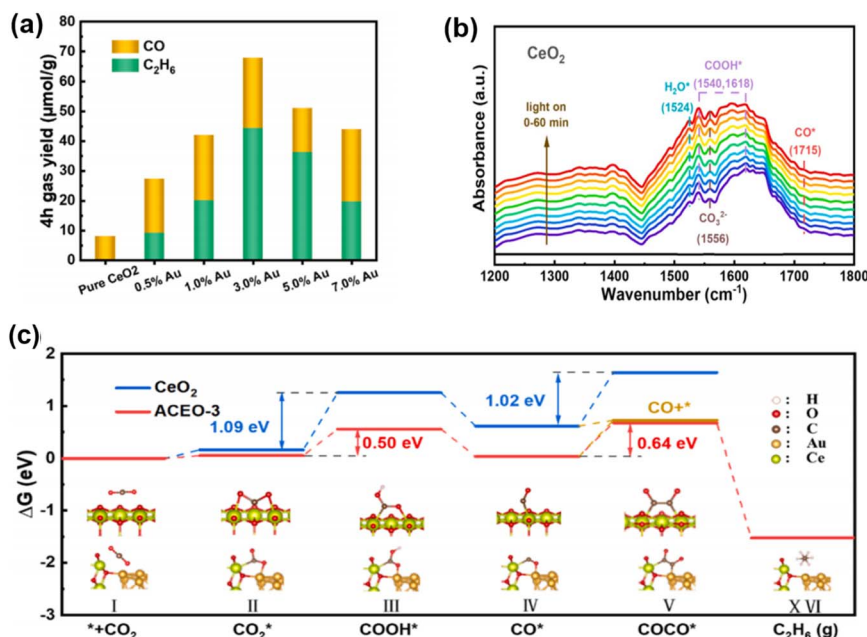 (a)
CO
C₂H₆
4h gas yield (μmol/g)
80
70
60
50
40
30
20
10
0
Pure CeO2
0.5% Au
1.0% Au
3.0% Au
5.0% Au
7.0% Au
(b)
CeO₂
COOH*
(1540,1618)
H₂O*
(1524)
light on
0-60 min
CO*
(1715)
CO₃²⁻
(1556)
Absorbance (a.u.)
1200 1300 1400 1500 1600 1700 1800
Wavenumber (cm⁻¹)
(c)
2
1
0
-1
-2
-3
ΔG (eV)
CeO₂
ACEO-3
1.09 eV
0.50 eV
1.02 eV
CO+*
0.64 eV
: H
: O
: C
: Au
: Ce
I II III IV V X VI
*+CO₂ CO₂* COOH* CO* COCO* C₂H₆ (g)